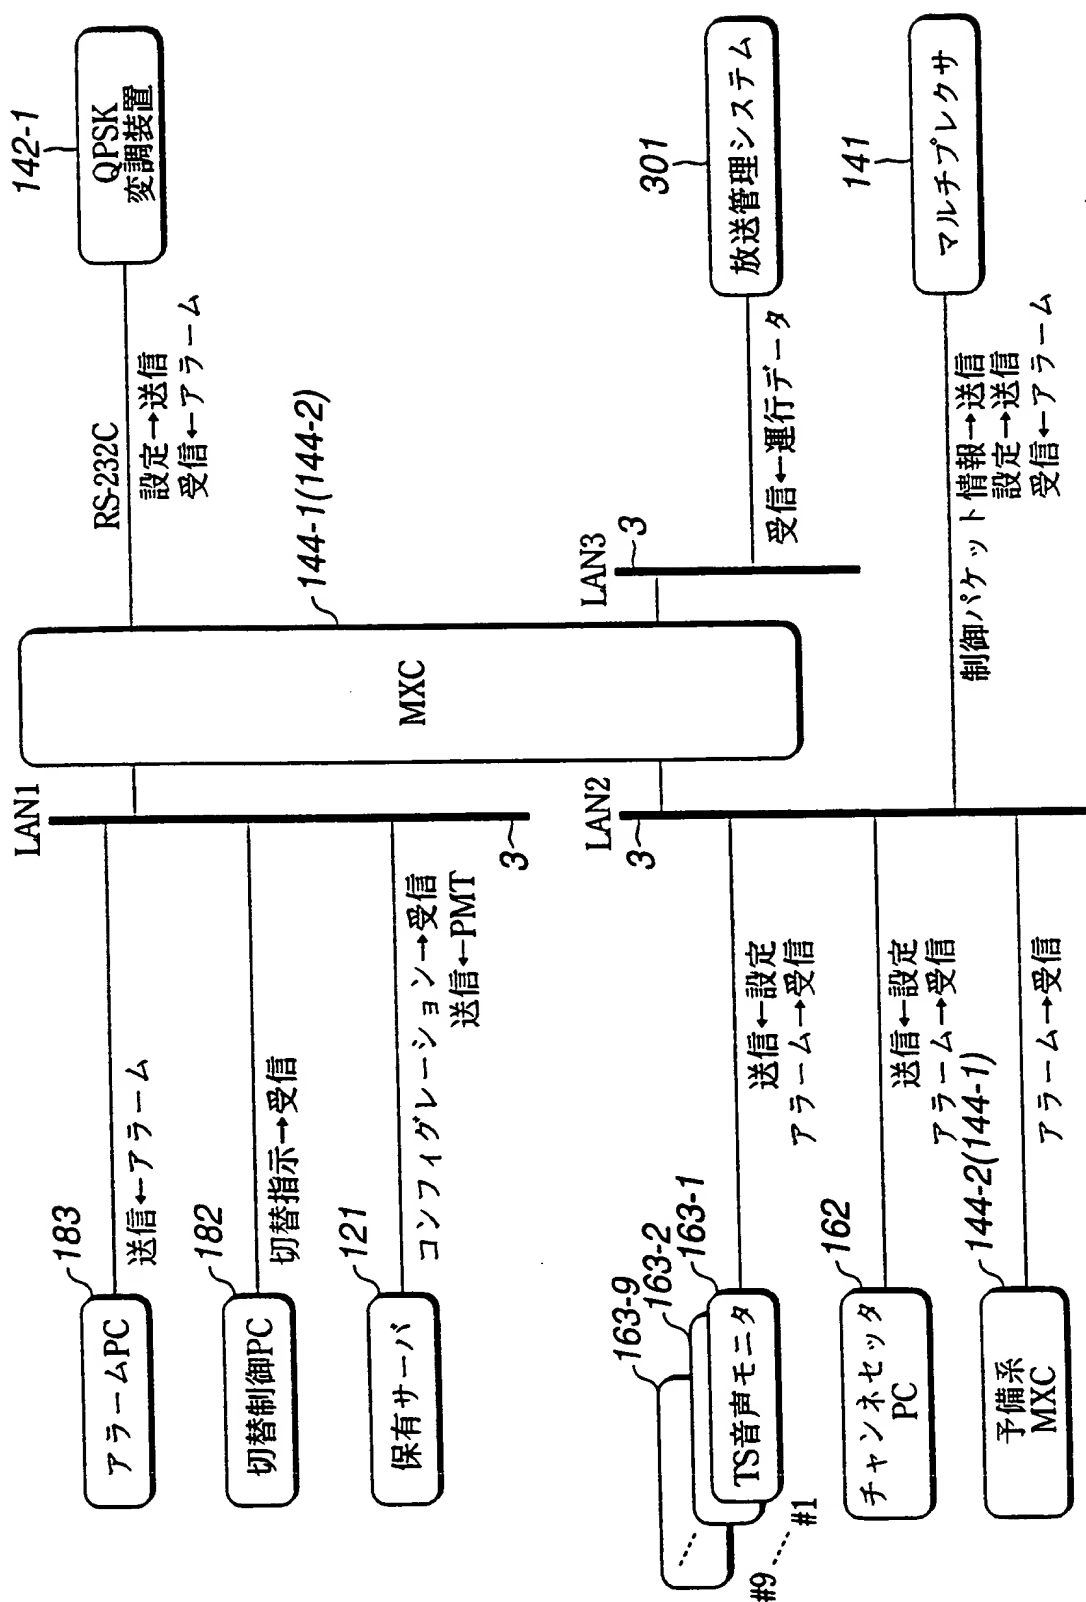 142-1
QPSK
変調装置
RS-232C
設定→送信
受信←アラーム
144-1(144-2)
MXC
LAN1
3
183
アラームPC
送信←アラーム
182
切替制御PC
切替指示→受信
121
保有サーバ
コンフィグレーション→受信
送信←PMT
301
放送管理システム
受信←運行データ
LAN3
3
141
マルチプレクサ
制御パケット情報→送信
設定→送信
受信←アラーム
LAN2
3
163-9
163-2
163-1
TS音声モニタ
#9
#1
送信←設定
アラーム→受信
162
チャンネセッタ
PC
送信←設定
アラーム→受信
144-2(144-1)
予備系
MXC
アラーム→受信